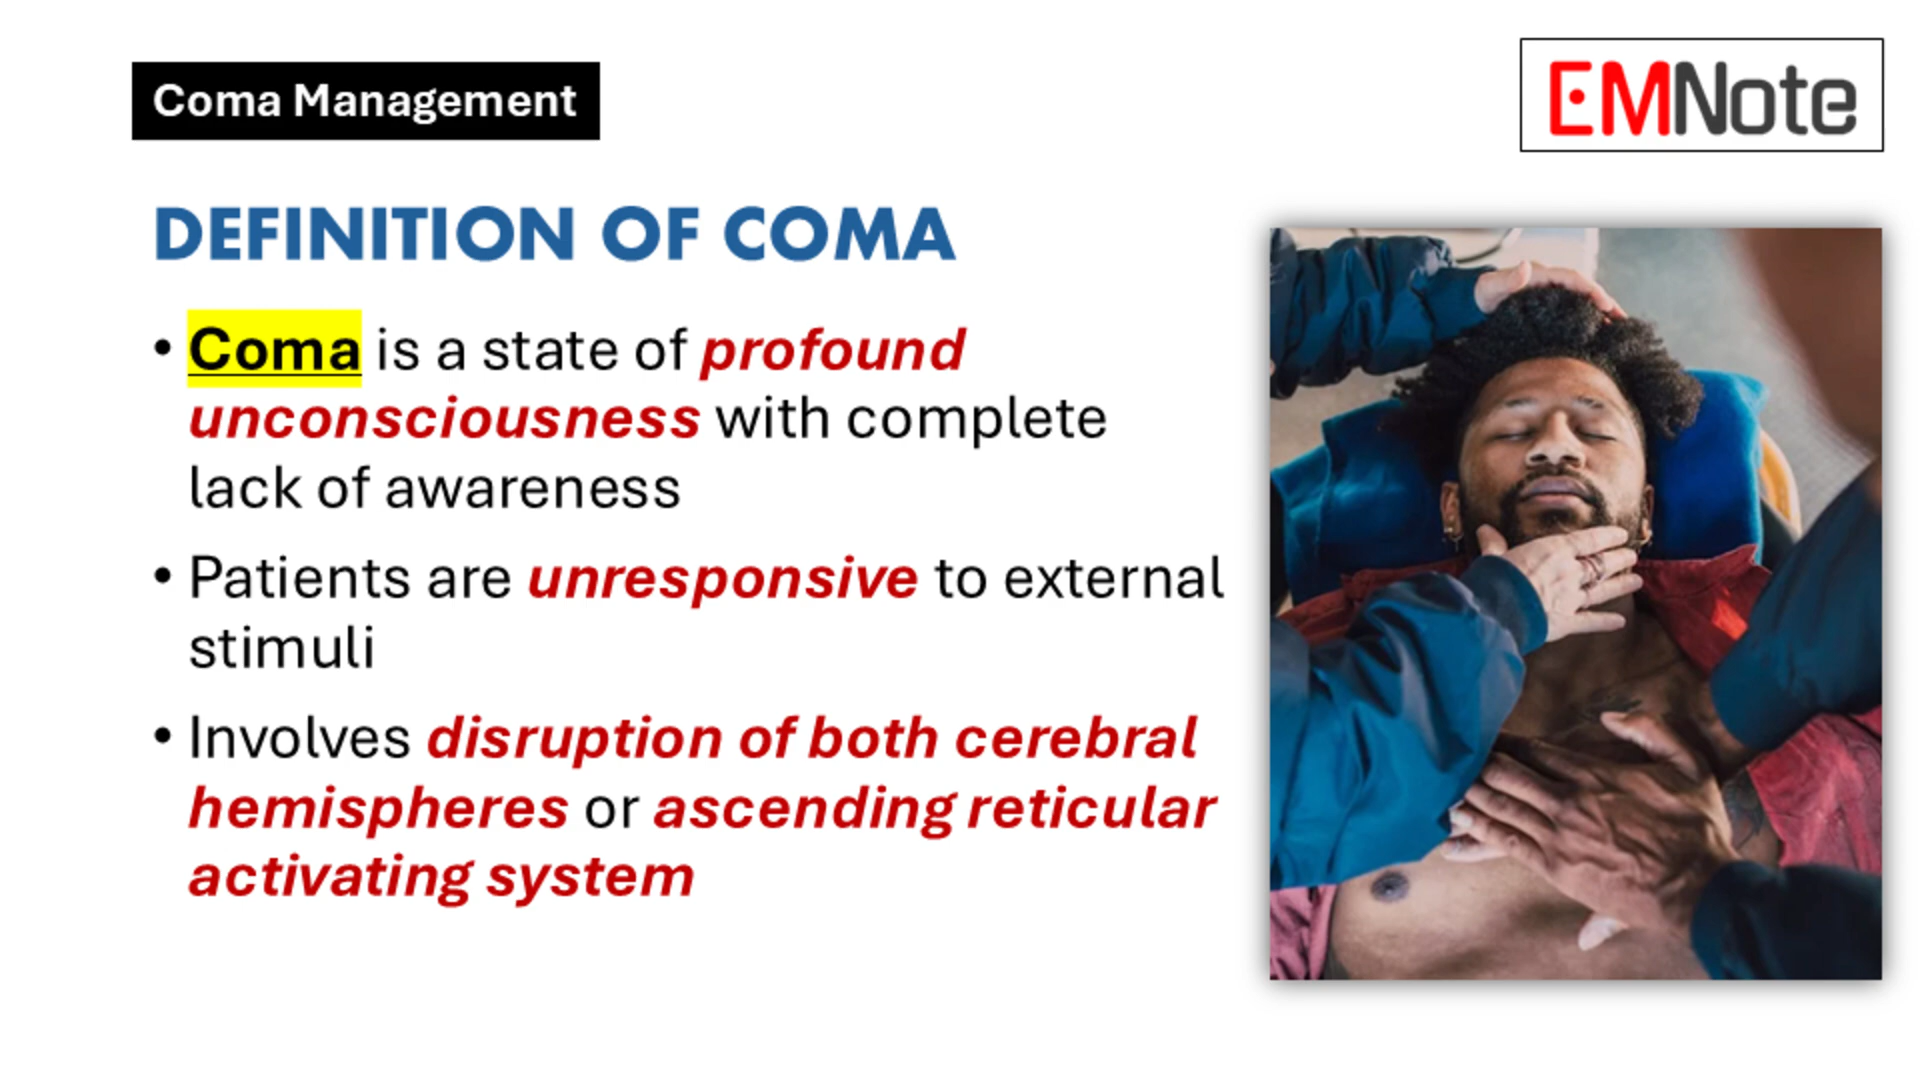 Coma Management
EMNote
DEFINITION OF COMA
• Coma is a state of profound
unconsciousness with complete
lack of awareness
• Patients are unresponsive to external
stimuli
• Involves disruption of both cerebral
hemispheres or ascending reticular
activating system